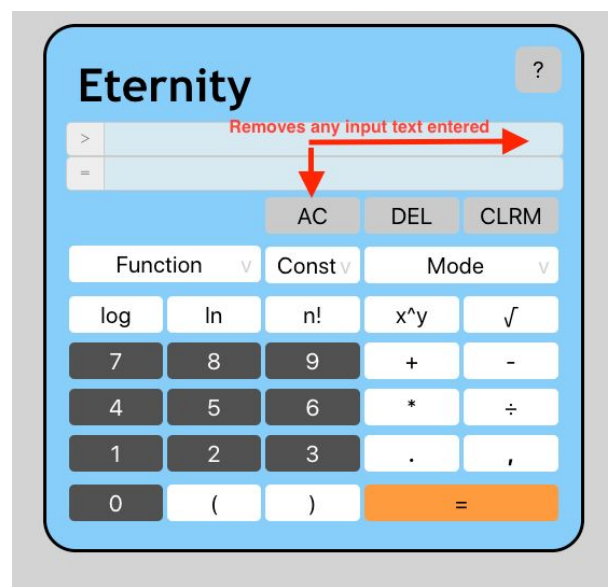 ?
Eternity
Removes any input text entered
>
=
AC DEL CLRM
Function v Const v Mode v
log ln n! x^y √
7 8 9 + -
4 5 6 * ÷
1 2 3 . ,
0 ( ) =